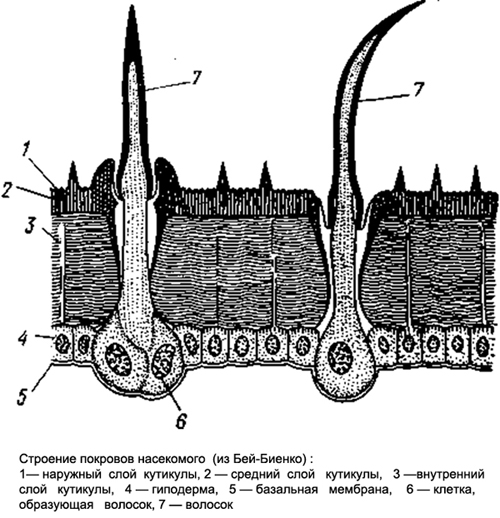 7
7
1
2
3
4
5
6
Строение покровов насекомого (из Бей-Биенко) :
1— наружный слой кутикулы, 2 — средний слой кутикулы, 3 —внутренний
слой кутикулы, 4 — гиподерма, 5 — базальная мембрана, 6 — клетка,
образующая волосок, 7 — волосок